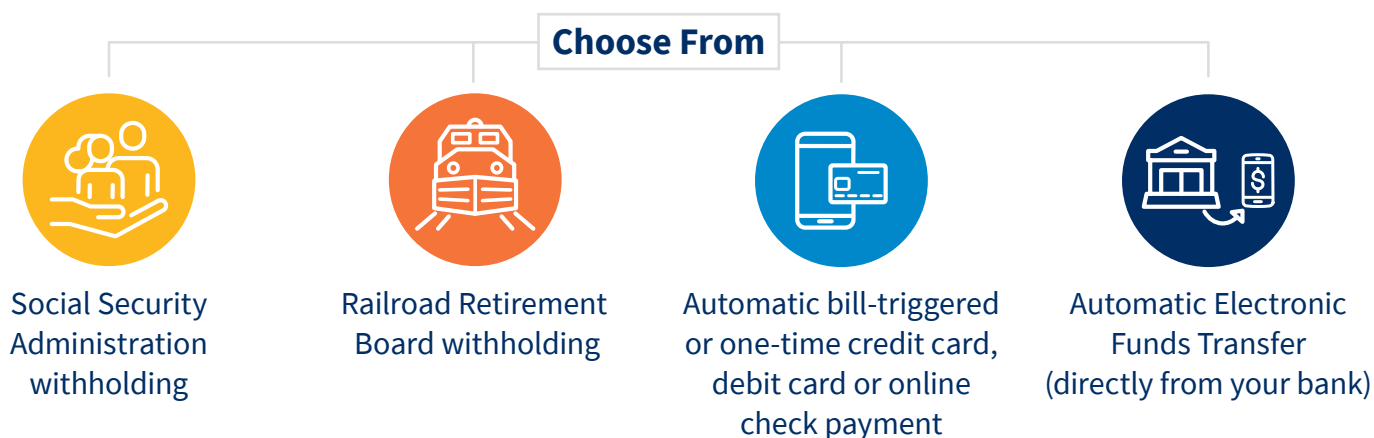 Choose From
Social Security
Administration
withholding
Railroad Retirement
Board withholding
Automatic bill-triggered
or one-time credit card,
debit card or online
check payment
$
Automatic Electronic
Funds Transfer
(directly from your bank)